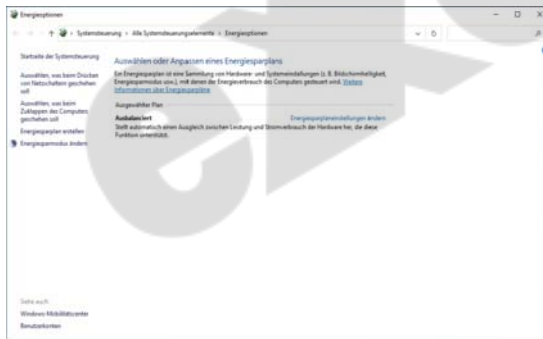 Energieoptionen
Systemsteuerung › Alle Systemsteuerungselemente › Energieoptionen
Startseite der Systemsteuerung
Auswählen, was beim Drücken
von Netzschaltern geschehen
soll
Auswählen, was beim
Zuklappen des Computers
geschehen soll
Energiesparplan erstellen
Energiesparmodus ändern
Auswählen oder Anpassen eines Energiesparplans
Ein Energiesparplan ist eine Sammlung von Hardware- und Systemeinstellungen (z. B. Bildschirmhelligkeit,
Energiesparmodus usw.), mit denen der Energieverbrauch des Computers gesteuert wird. Weitere
Informationen über Energiesparpläne
Ausgewählter Plan
Ausbalanciert
Energiesparplaneinstellungen ändern
Stellt automatisch einen Ausgleich zwischen Leistung und Stromverbrauch der Hardware her, die diese
Funktion unterstützt.
Siehe auch
Windows-Mobilitätscenter
Benutzerkonten